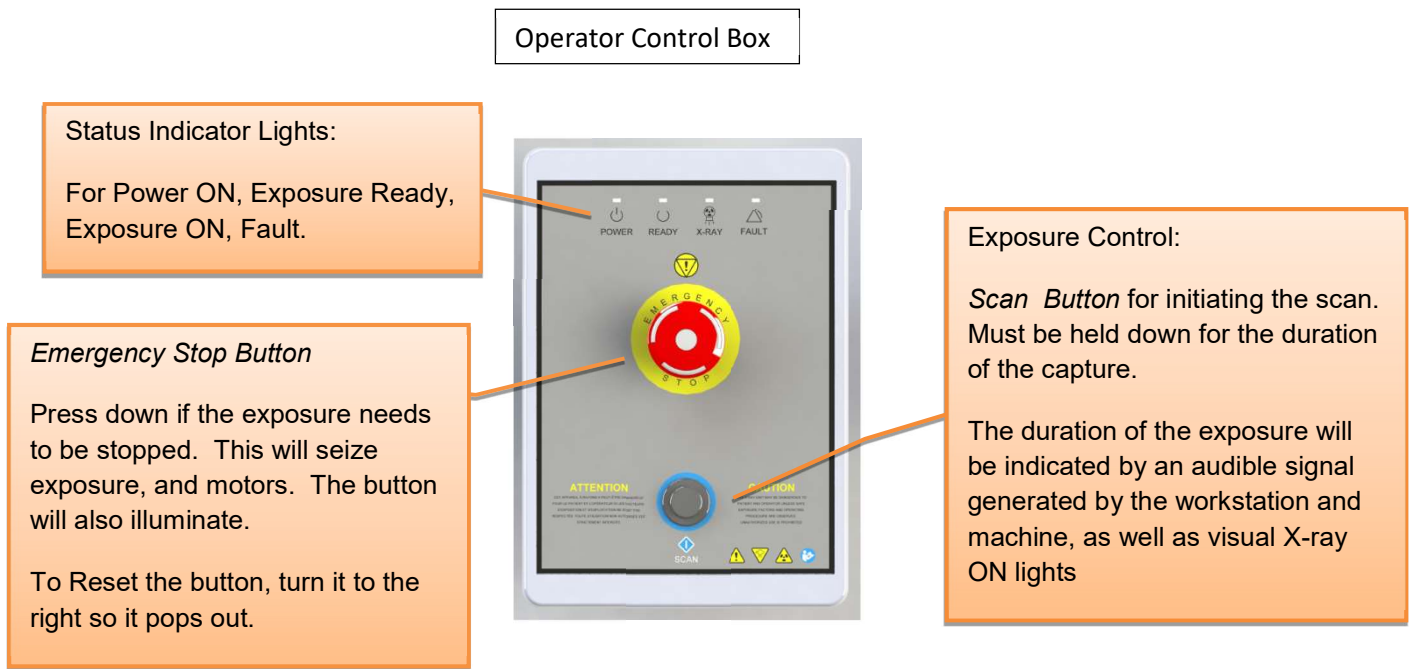 Operator Control Box
Status Indicator Lights:
For Power ON, Exposure Ready,
Exposure ON, Fault.
Emergency Stop Button
Press down if the exposure needs
to be stopped. This will seize
exposure, and motors. The button
will also illuminate.
To Reset the button, turn it to the
right so it pops out.
POWER READY X-RAY FAULT
EMERGENCY
STOP
ATTENTION
CAUTION
SCAN
Exposure Control:
Scan Button for initiating the scan.
Must be held down for the duration
of the capture.
The duration of the exposure will
be indicated by an audible signal
generated by the workstation and
machine, as well as visual X-ray
ON lights